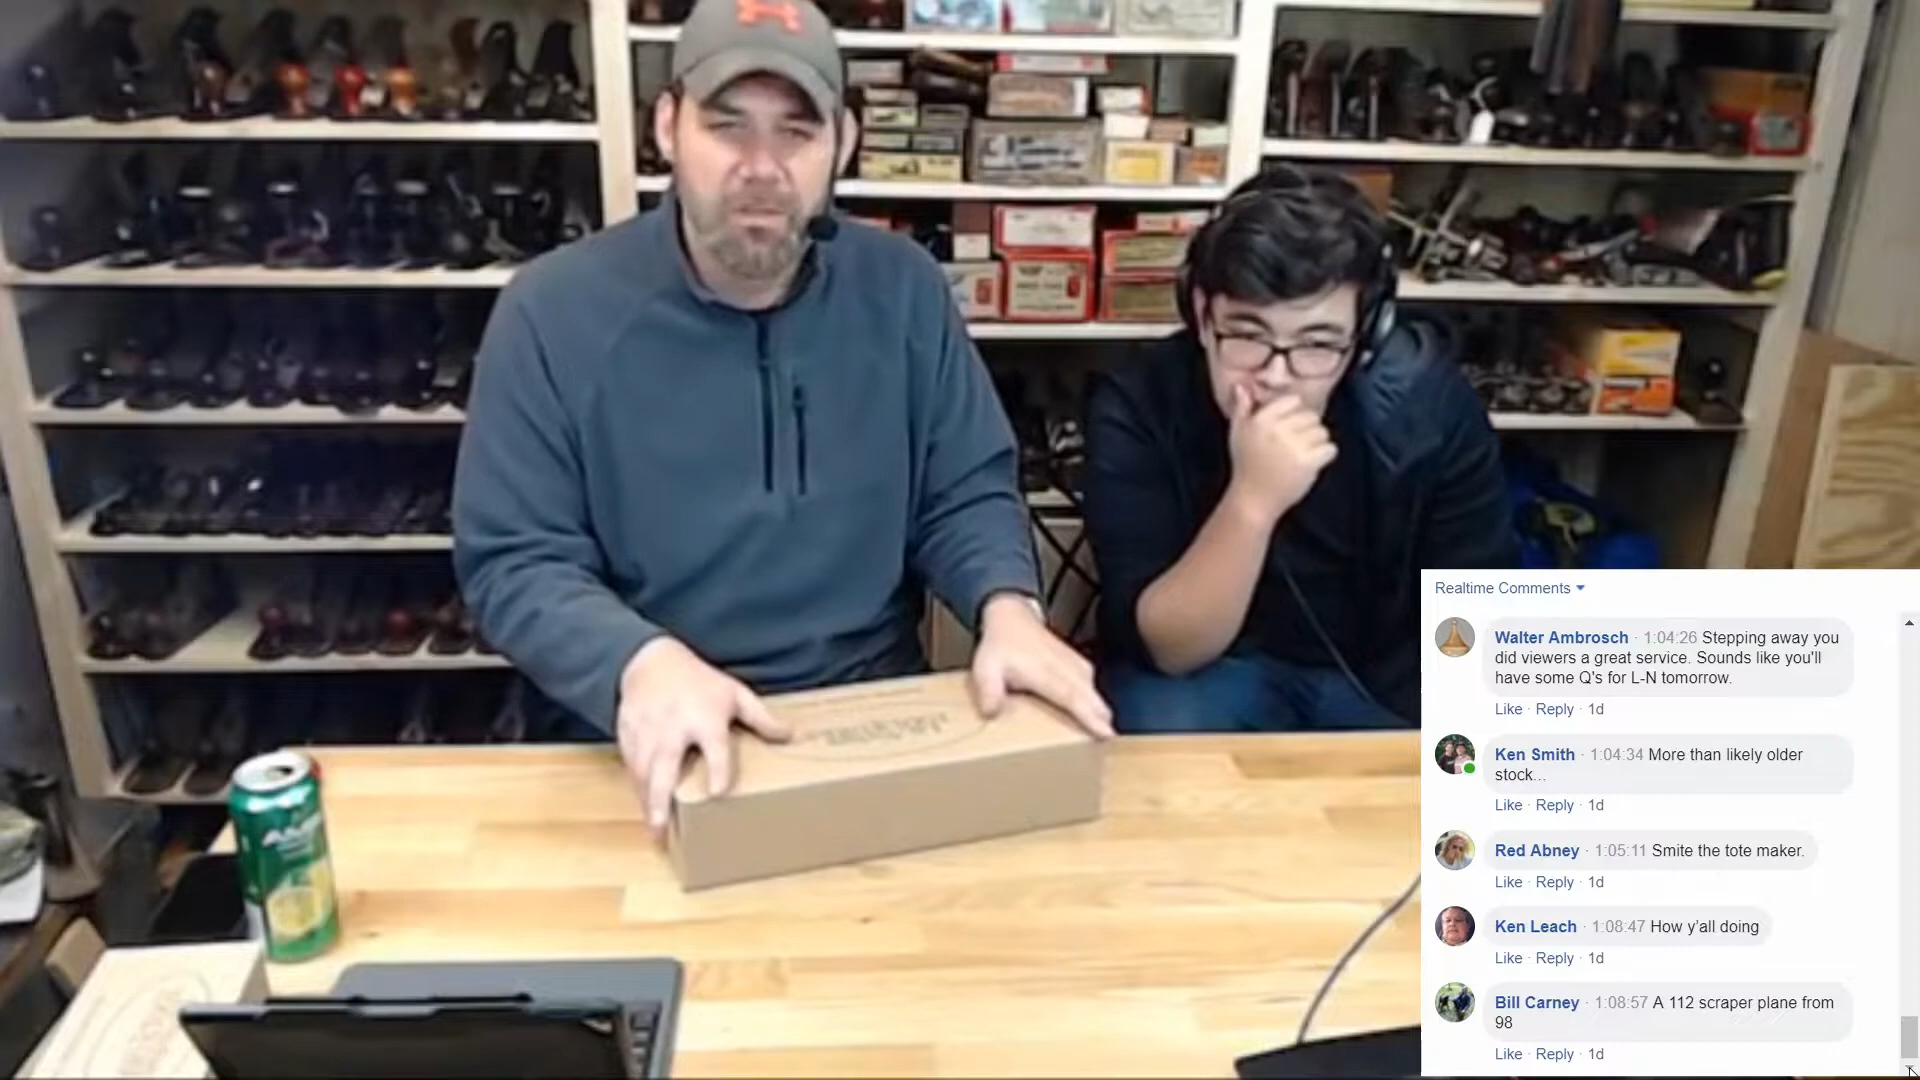 Realtime Comments
Walter Ambrosch · 1:04:26 Stepping away you
did viewers a great service. Sounds like you'll
have some Q's for L-N tomorrow.
Like · Reply · 1d
Ken Smith · 1:04:34 More than likely older
stock...
Like · Reply · 1d
Red Abney · 1:05:11 Smite the tote maker.
Like · Reply · 1d
Ken Leach · 1:08:47 How y'all doing
Like · Reply · 1d
Bill Carney · 1:08:57 A 112 scraper plane from
98
Like · Reply · 1d